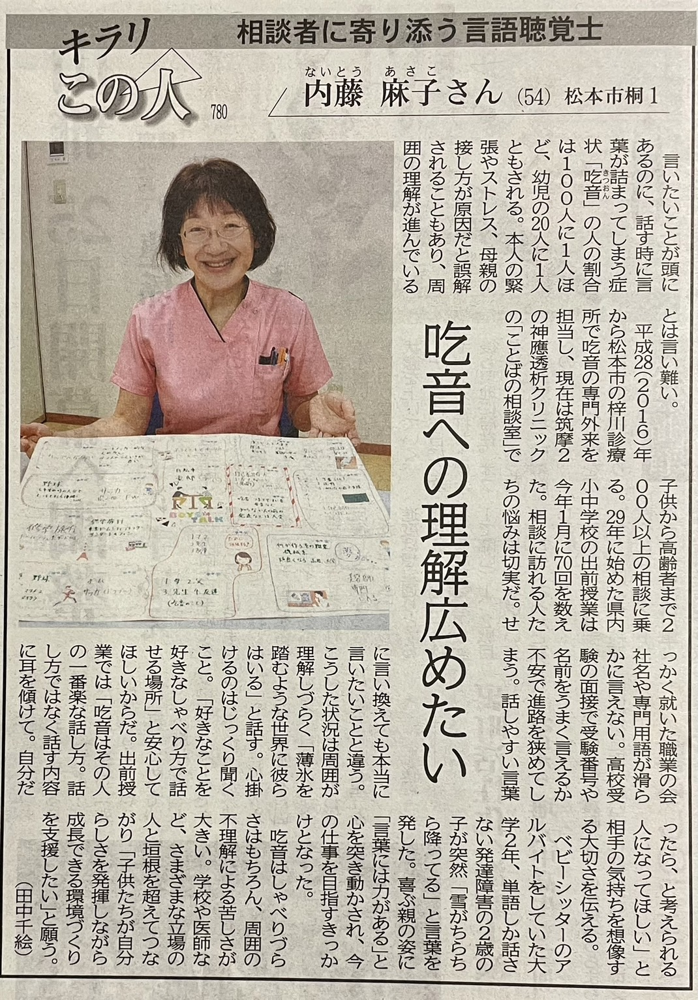 相談者に寄り添う言語聴覚士
キラリ
この人
780
ないとう あさこ
内藤 麻子さん（54）松本市桐1
吃音への理解広めたい
言いたいことが頭に
あるのに、話す時に言
葉が詰まってしまう症
きつおん
状「吃音」の人の割合
は100人に1人ほ
ど、幼児の20人に1人
ともされる。本人の緊
張やストレス、母親の
接し方が原因だと誤解
されることもあり、周
囲の理解が進んでいる
とは言い難い。
平成28（2016）年
から松本市の梓川診療
所で吃音の専門外来を
担当し、現在は筑摩2
の神應透析クリニック
の「ことばの相談室」で
子供から高齢者まで2
00人以上の相談に乗
る。29年に始めた県内
小中学校の出前授業は
今年1月に70回を数え
た。相談に訪れる人た
ちの悩みは切実だ。せ
っかく就いた職業の会
社名や専門用語が滑ら
かに言えない。高校受
験の面接で受験番号や
名前をうまく言えるか
不安で進路を狭めてし
まう。話しやすい言葉
に言い換えても本当に
言いたいことと違う。
こうした状況は周囲が
理解しづらく「薄氷を
踏むような世界に彼ら
はいる」と話す。心掛
けるのはじっくり聞く
こと。「好きなことを
好きなしゃべり方で話
せる場所」と安心して
ほしいからだ。出前授
業では「吃音はその人
の一番楽な話し方。話
し方ではなく話す内容
に耳を傾けて。自分だ
ったら、と考えられる
人になってほしい」と
相手の気持ちを想像す
る大切さを伝える。
ベビーシッターのア
ルバイトをしていた大
学2年、単語しか話さ
ない発達障害の2歳の
子が突然「雪がちらち
ら降ってる」と言葉を
発した。喜ぶ親の姿に
「言葉には力がある」と
心を突き動かされ、今
の仕事を目指すきっか
けとなった。
吃音はしゃべりづら
さはもちろん、周囲の
不理解による苦しさが
大きい。学校や医師な
ど、さまざまな立場の
人と垣根を超えてつな
がり「子供たちが自分
らしさを発揮しながら
成長できる環境づくり
を支援したい」と願う。
（田中千絵）
BOYS TALK
野球
サッカー